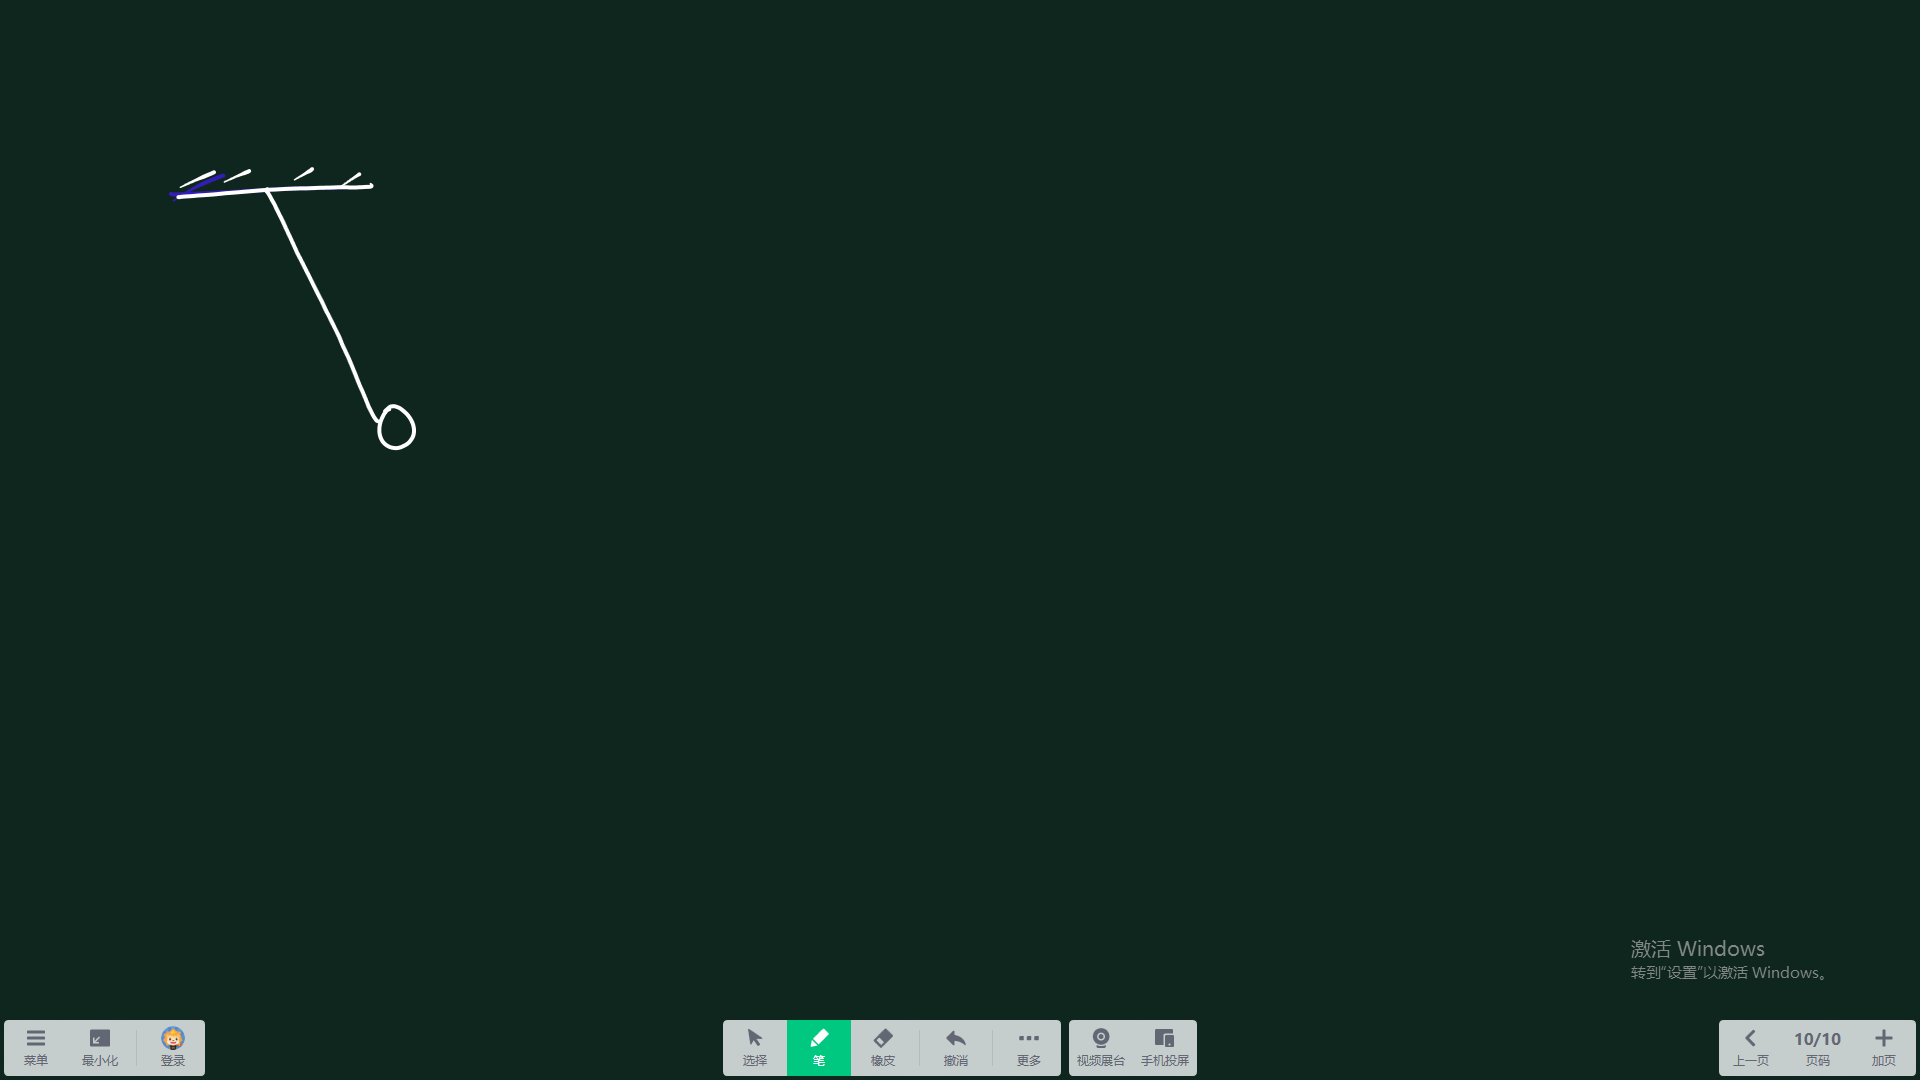 激活 Windows
转到“设置”以激活 Windows。
菜单
最小化
登录
选择
笔
橡皮
撤消
更多
视频展台
手机投屏
上一页
10/10
页码
加页